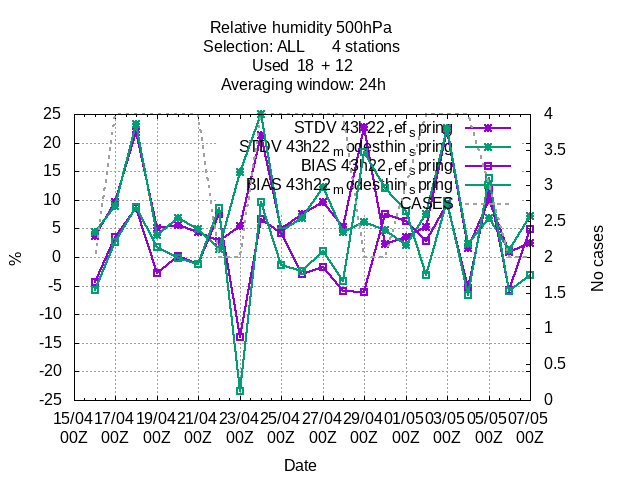 Relative humidity 500hPa
Selection: ALL 4 stations
Used 18 + 12
Averaging window: 24h
STDV 43h22_ref_spring
STDV 43h22_modesthin_spring
BIAS 43h22_ref_spring
BIAS 43h22_modesthin_spring
CASES
25
20
15
10
5
0
-5
-10
-15
-20
-25
%
4
3.5
3
2.5
2
1.5
1
0.5
0
No cases
15/04 17/04 19/04 21/04 23/04 25/04 27/04 29/04 01/05 03/05 05/05 07/05
00Z 00Z 00Z 00Z 00Z 00Z 00Z 00Z 00Z 00Z 00Z 00Z
Date